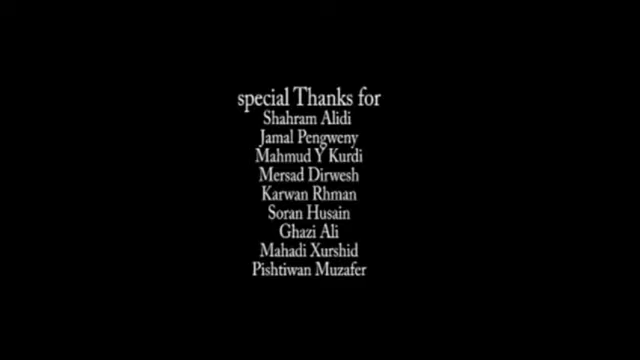 special Thanks for
Shahram Alidi
Jamal Pengweny
Mahmud Y Kurdi
Mersad Dirwesh
Karwan Rhman
Soran Husain
Ghazi Ali
Mahadi Xurshid
Pishtiwan Muzafer